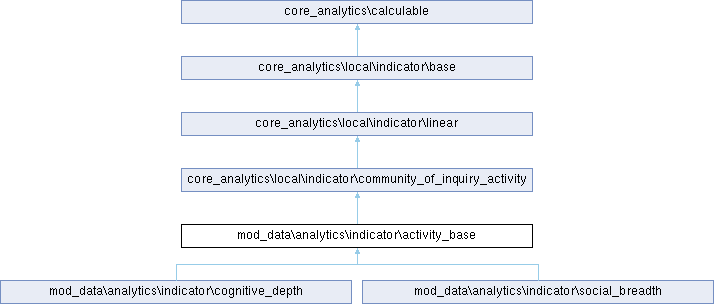 core_analytics\calculable
core_analytics\local\indicator\base
core_analytics\local\indicator\linear
core_analytics\local\indicator\community_of_inquiry_activity
mod_data\analytics\indicator\activity_base
mod_data\analytics\indicator\cognitive_depth
mod_data\analytics\indicator\social_breadth